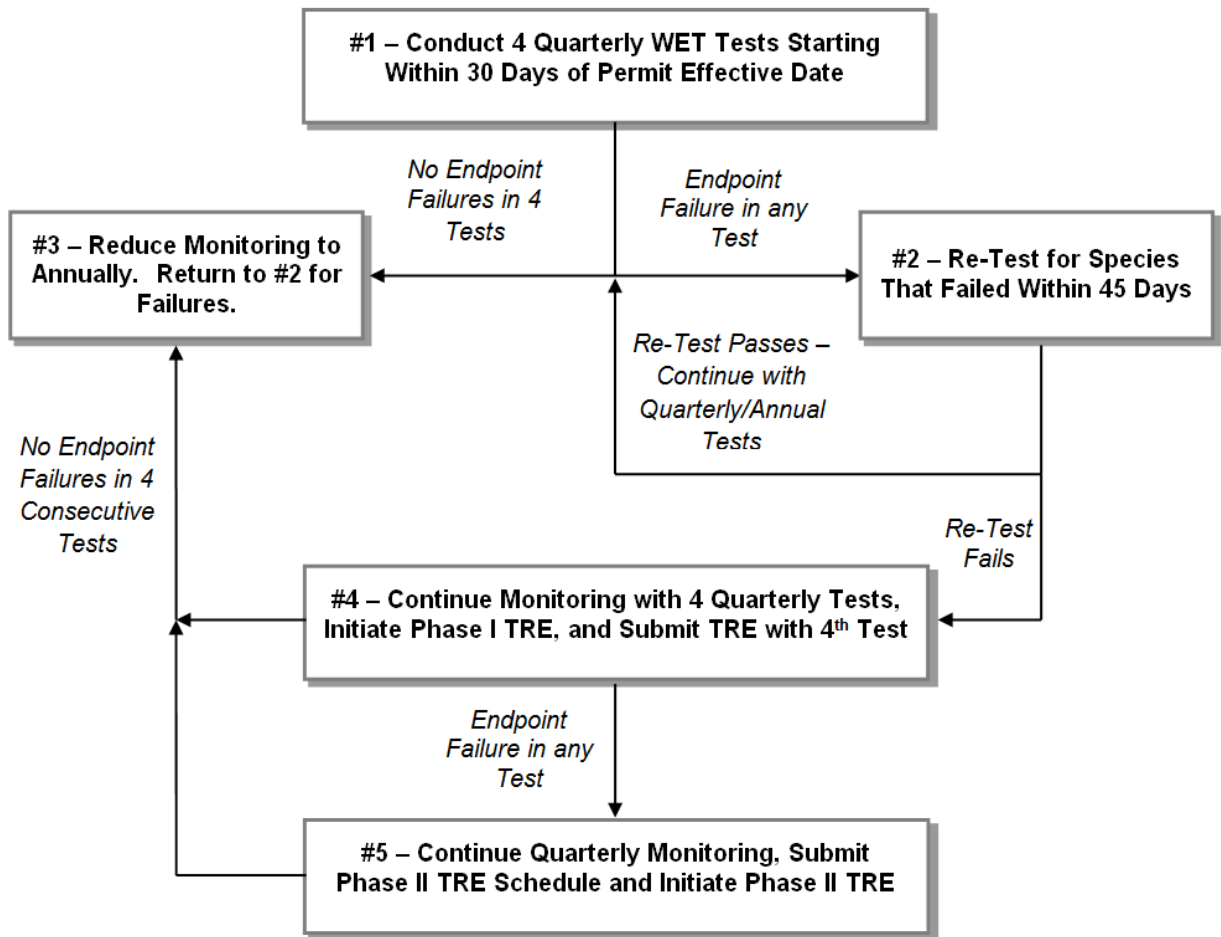 #1 – Conduct 4 Quarterly WET Tests Starting
Within 30 Days of Permit Effective Date
No Endpoint
Failures in 4
Tests
Endpoint
Failure in any
Test
#3 – Reduce Monitoring to
Annually. Return to #2 for
Failures.
#2 – Re-Test for Species
That Failed Within 45 Days
Re-Test Passes –
Continue with
Quarterly/Annual
Tests
No Endpoint
Failures in 4
Consecutive
Tests
Re-Test
Fails
#4 – Continue Monitoring with 4 Quarterly Tests,
Initiate Phase I TRE, and Submit TRE with 4th Test
Endpoint
Failure in any
Test
#5 – Continue Quarterly Monitoring, Submit
Phase II TRE Schedule and Initiate Phase II TRE